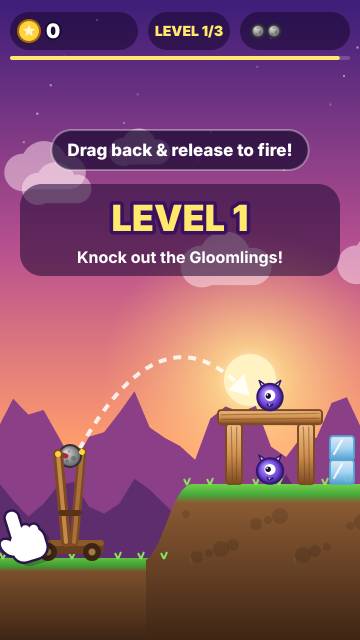 0
LEVEL 1/3
Drag back & release to fire!
LEVEL 1
Knock out the Gloomlings!